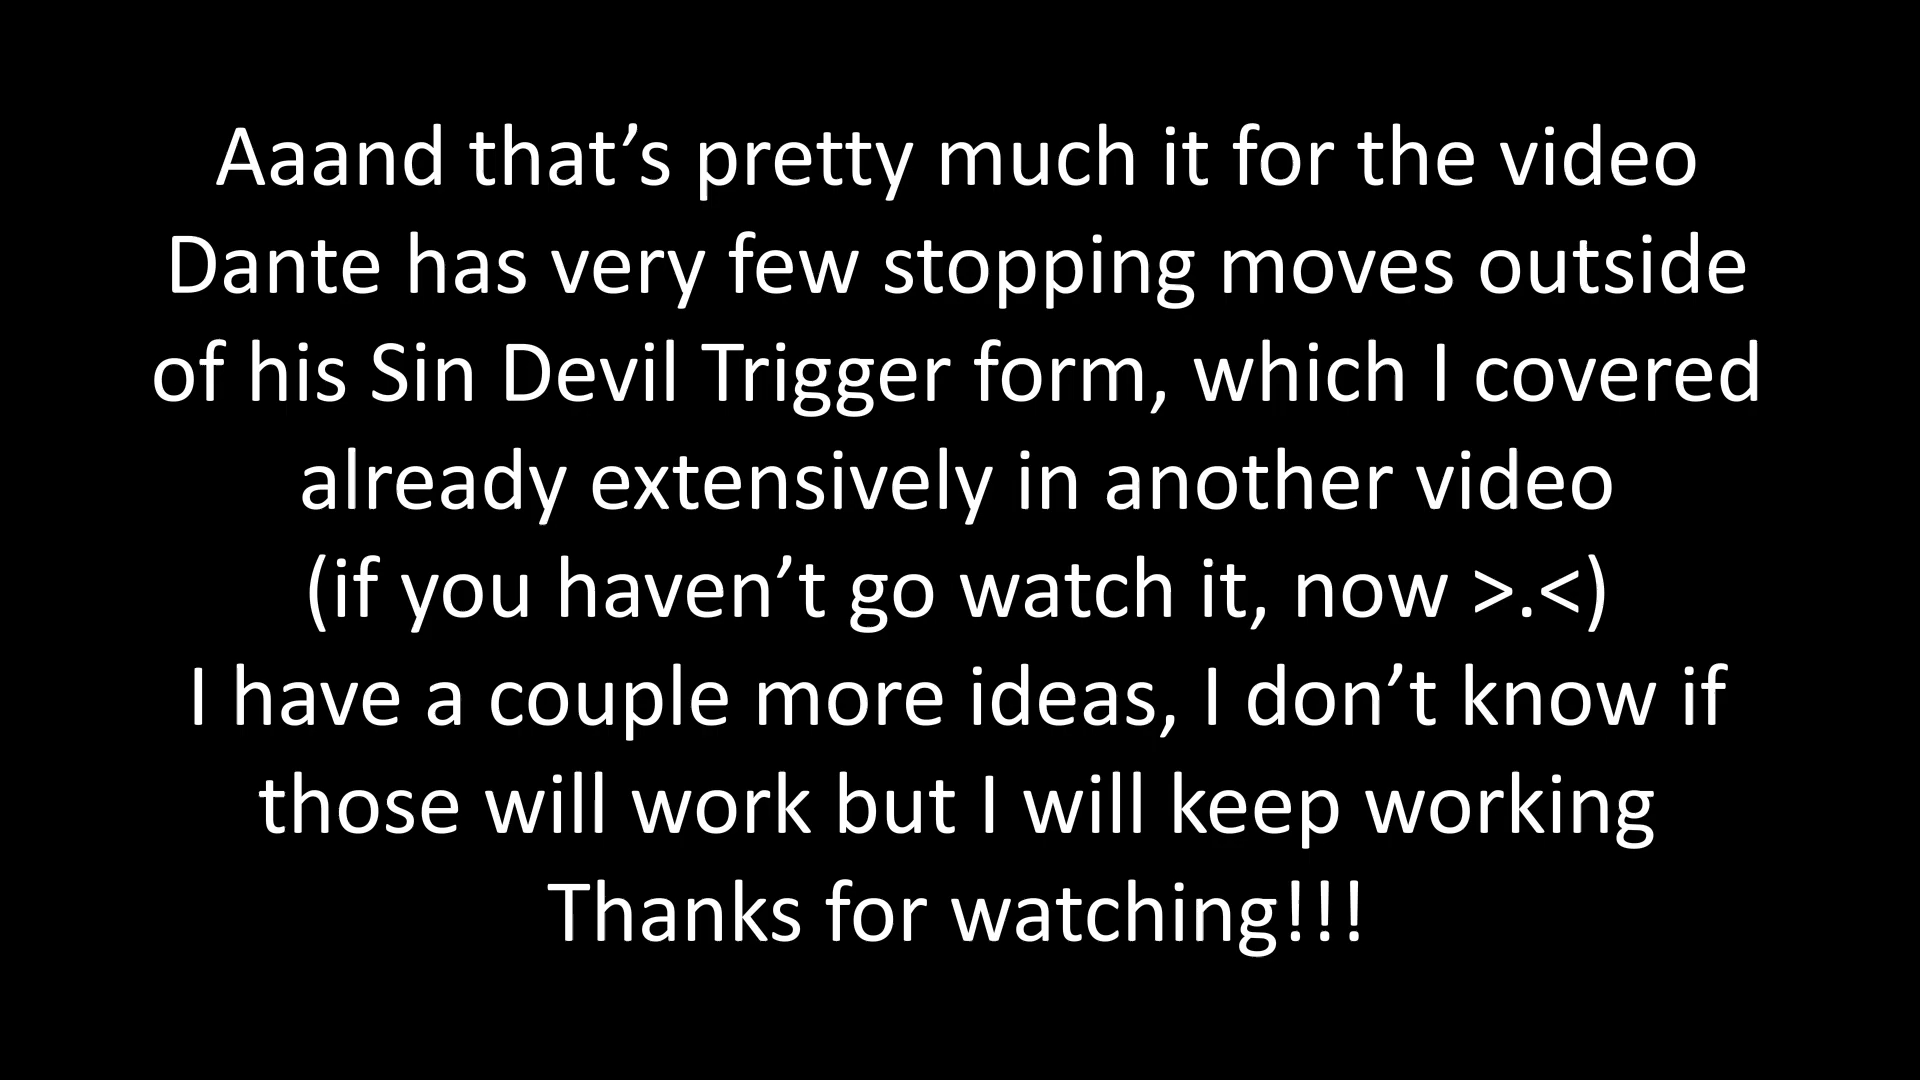 Aaand that’s pretty much it for the video
Dante has very few stopping moves outside
of his Sin Devil Trigger form, which I covered
already extensively in another video
(if you haven’t go watch it, now >.<)
I have a couple more ideas, I don’t know if
those will work but I will keep working
Thanks for watching!!!